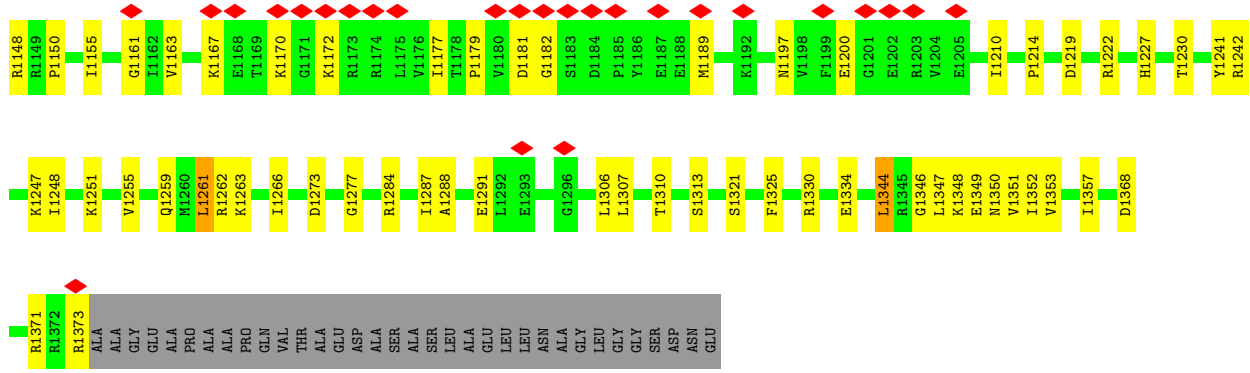 R1148 R1149 P1150 I1155 G1161 I1162 V1163 K1167 E1168 T1169 K1170 G1171 K1172 R1173 R1174 L1175 V1176 I1177 T1178 P1179 V1180 D1181 G1182 S1183 D1184 P1185 Y1186 E1187 E1188 M1189 K1192 N1197 V1198 F1199 E1200 G1201 E1202 R1203 V1204 E1205 I1210 P1214 D1219 R1222 H1227 T1230 Y1241 R1242
K1247 I1248 K1251 V1255 Q1259 M1260 L1261 R1262 K1263 I1266 D1273 G1277 R1284 I1287 A1288 E1291 L1292 E1293 G1296 L1306 L1307 T1310 S1313 S1321 F1325 R1330 E1334 L1344 R1345 G1346 L1347 K1348 E1349 N1350 V1351 I1352 V1353 I1357 D1368
R1371 R1372 R1373 ALA ALA GLY GLU ALA PRO ALA ALA PRO GLN VAL THR ALA GLU ASP ALA SER ALA SER LEU ALA GLU LEU LEU ASN ALA GLY LEU GLY GLY SER ASP ASN GLU